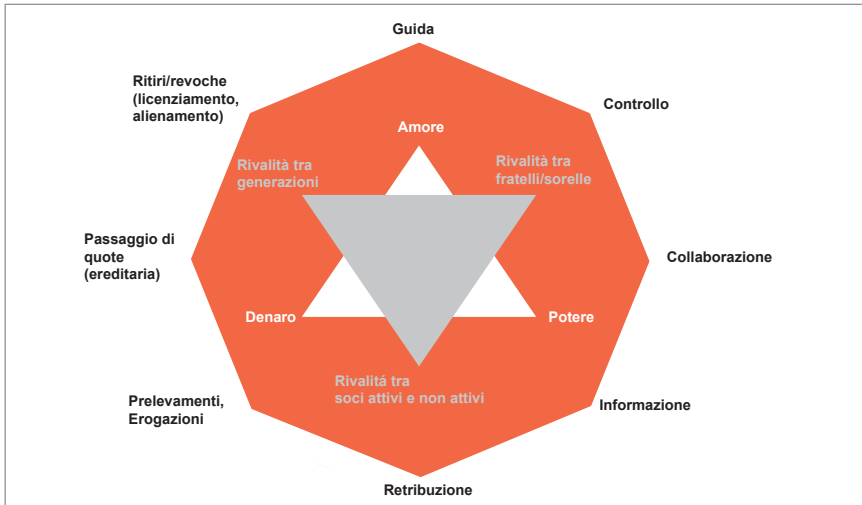 Guida
Ritiri/revoche
(licenziamento,
alienamento)
Controllo
Amore
Rivalità tra
generazioni
Rivalità tra
fratelli/sorelle
Passaggio di
quote
(ereditaria)
Collaborazione
Denaro
Potere
Rivalitá tra
soci attivi e non attivi
Prelevamenti,
Erogazioni
Informazione
Retribuzione